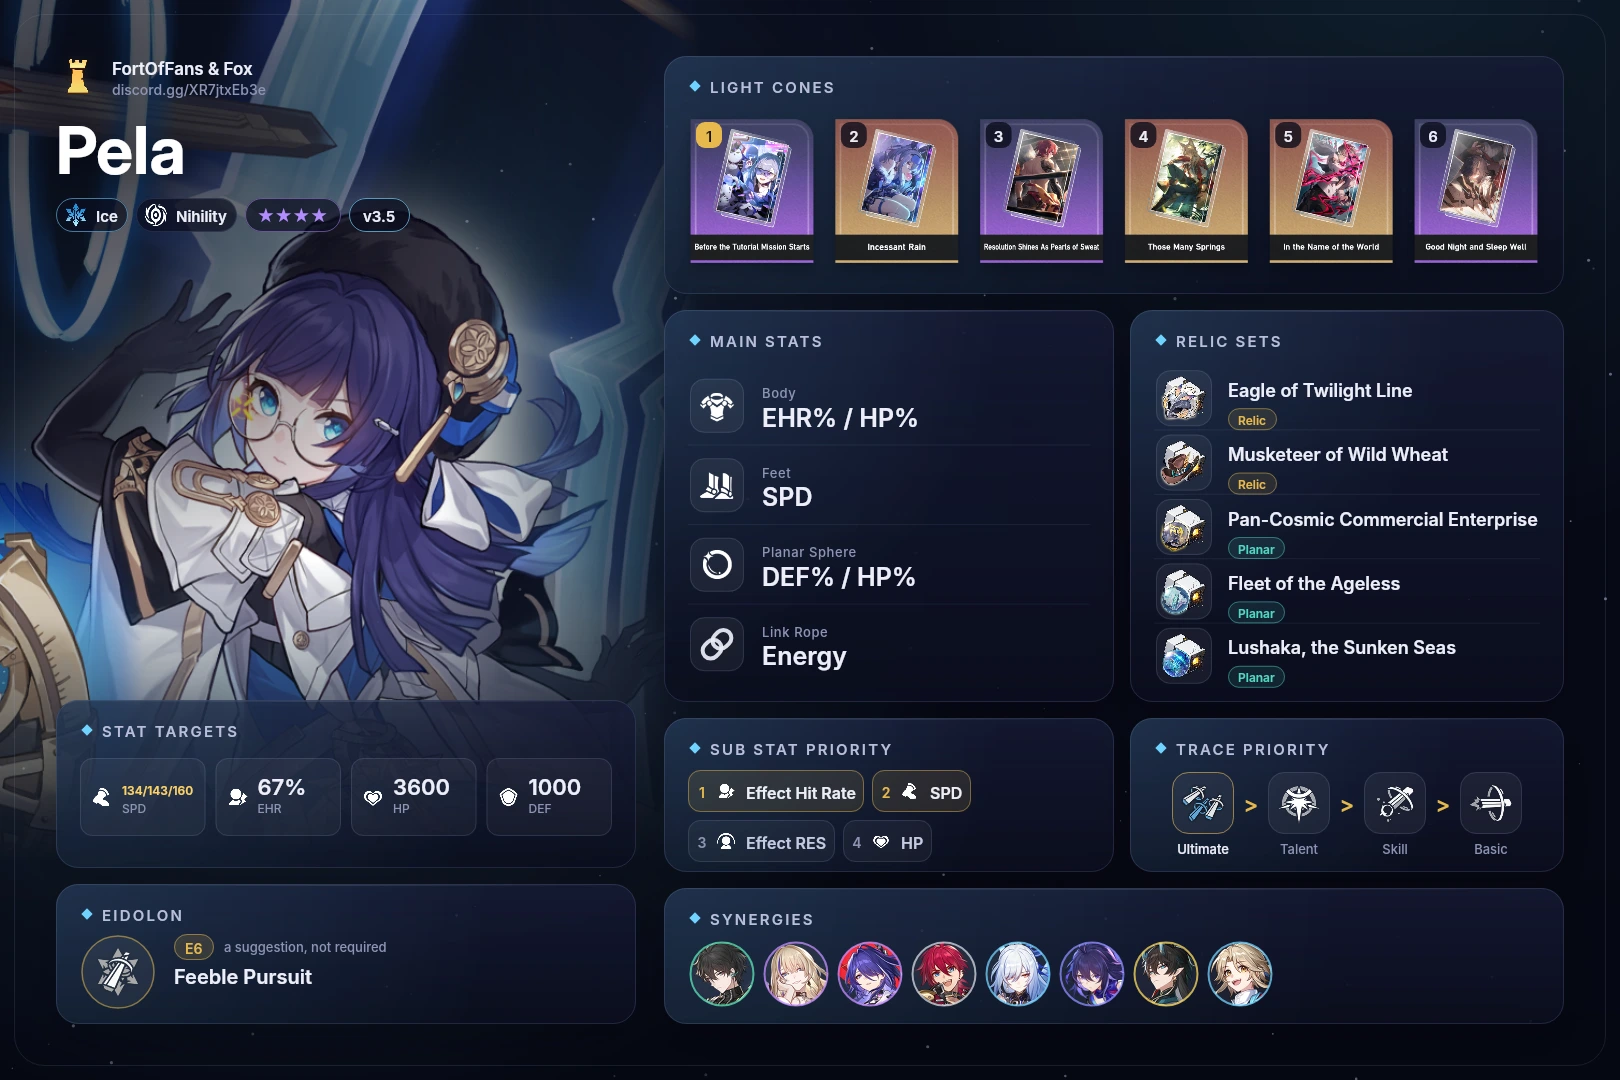 FortOfFans & Fox
discord.gg/XR7jtxEb3e
Pela
Ice
Nihility
v3.5
LIGHT CONES
1
2
3
4
5
6
Before the Tutorial Mission Starts
Incessant Rain
Resolution Shines As Pearls of Sweat
Those Many Springs
In the Name of the World
Good Night and Sleep Well
MAIN STATS
Body
EHR% / HP%
Feet
SPD
Planar Sphere
DEF% / HP%
Link Rope
Energy
RELIC SETS
Eagle of Twilight Line
Relic
Musketeer of Wild Wheat
Relic
Pan-Cosmic Commercial Enterprise
Planar
Fleet of the Ageless
Planar
Lushaka, the Sunken Seas
Planar
STAT TARGETS
134/143/160
SPD
67%
EHR
3600
HP
1000
DEF
SUB STAT PRIORITY
1 Effect Hit Rate
2 SPD
3 Effect RES
4 HP
TRACE PRIORITY
> > >
Ultimate
Talent
Skill
Basic
EIDOLON
E6 a suggestion, not required
Feeble Pursuit
SYNERGIES